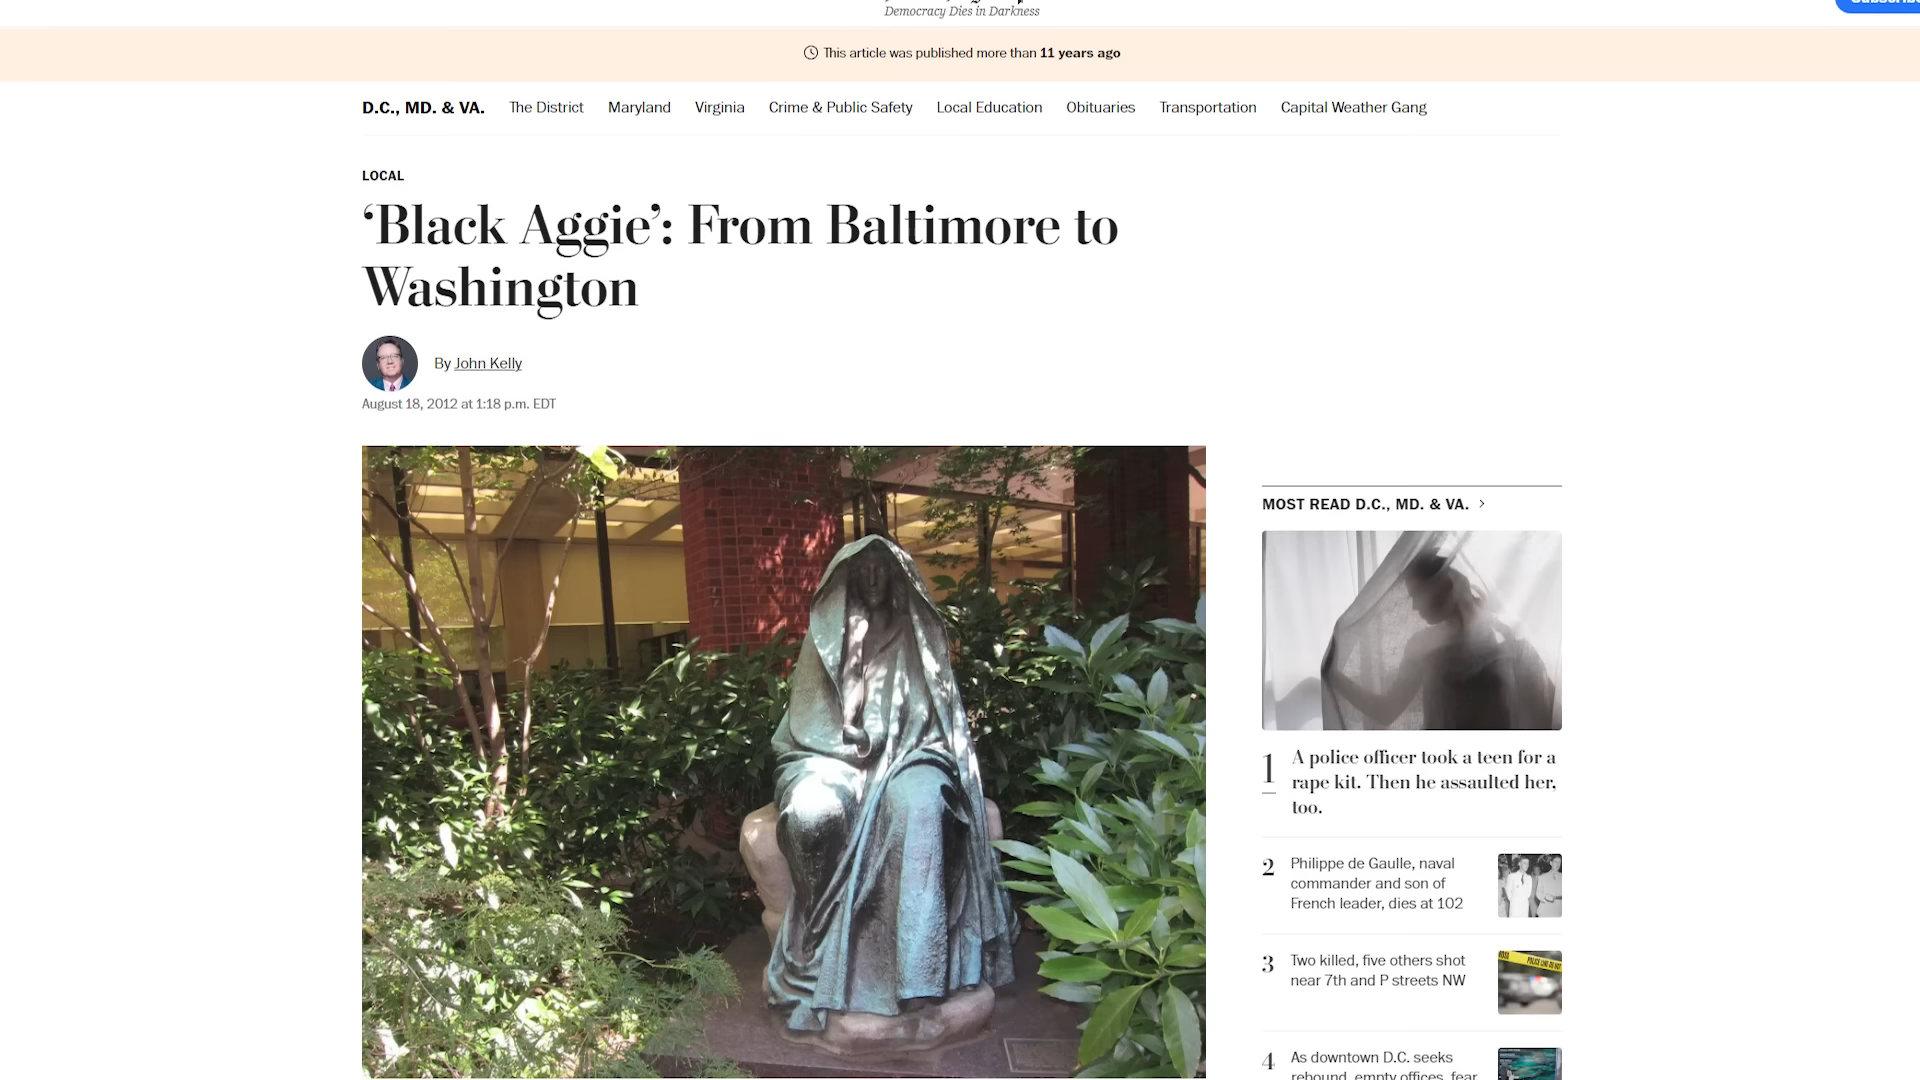 Democracy Dies in Darkness
This article was published more than 11 years ago
D.C., MD. & VA. The District Maryland Virginia Crime & Public Safety Local Education Obituaries Transportation Capital Weather Gang
LOCAL
‘Black Aggie’: From Baltimore to
Washington
By John Kelly
August 18, 2012 at 1:18 p.m. EDT
MOST READ D.C., MD. & VA. >
1
A police officer took a teen for a
rape kit. Then he assaulted her,
too.
2
Philippe de Gaulle, naval
commander and son of
French leader, dies at 102
3
Two killed, five others shot
near 7th and P streets NW
4
As downtown D.C. seeks
rebound, empty offices, fear